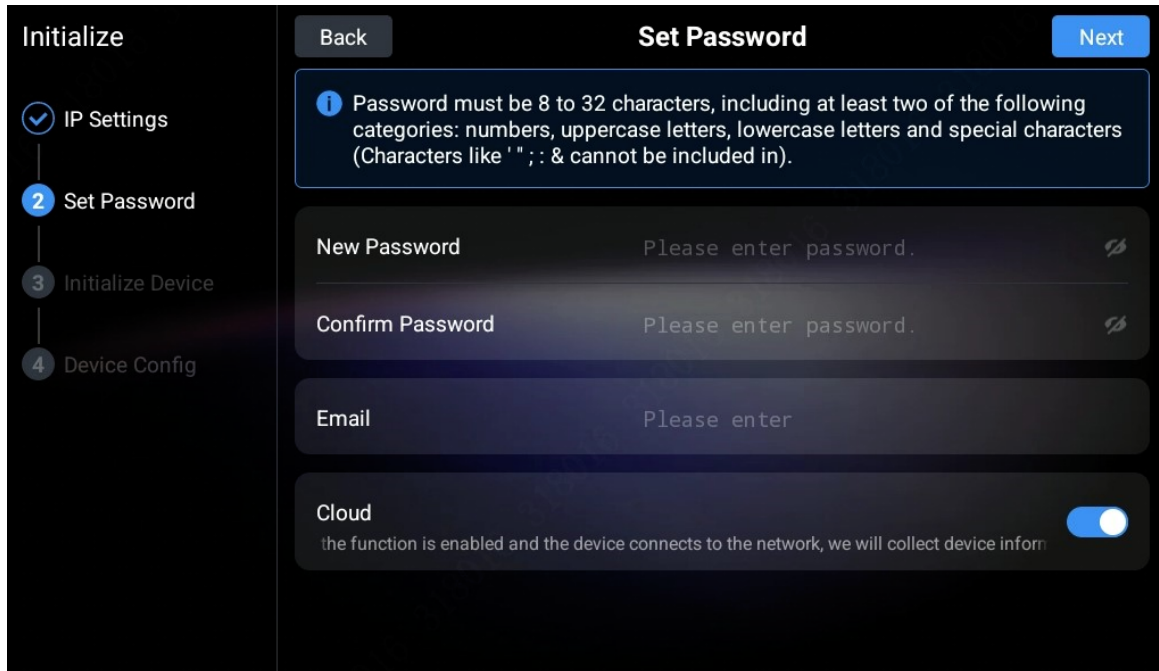 Initialize
Back
Set Password
Next
IP Settings
2 Set Password
3 Initialize Device
4 Device Config
Password must be 8 to 32 characters, including at least two of the following
categories: numbers, uppercase letters, lowercase letters and special characters
(Characters like ' " ; : & cannot be included in).
New Password
Please enter password.
Confirm Password
Please enter password.
Email
Please enter
Cloud
the function is enabled and the device connects to the network, we will collect device inform